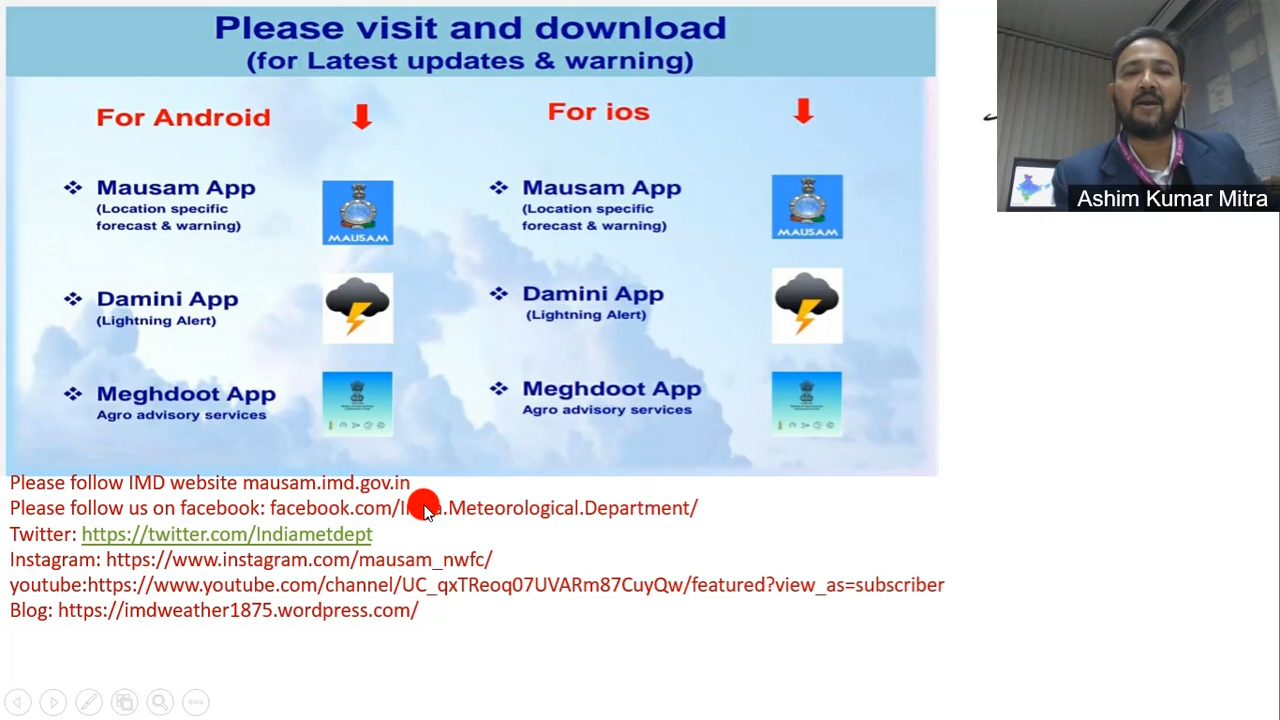 Please visit and download
(for Latest updates & warning)
For Android
Mausam App
(Location specific
forecast & warning)
MAUSAM
Damini App
(Lightning Alert)
Meghdoot App
Agro advisory services
For ios
Mausam App
(Location specific
forecast & warning)
MAUSAM
Damini App
(Lightning Alert)
Meghdoot App
Agro advisory services
Please follow IMD website mausam.imd.gov.in
Please follow us on facebook: facebook.com/I .Meteorological.Department/
Twitter: https://twitter.com/Indiametdept
Instagram: https://www.instagram.com/mausam_nwfc/
youtube:https://www.youtube.com/channel/UC_qxTReoq07UVARm87CuyQw/featured?view_as=subscriber
Blog: https://imdweather1875.wordpress.com/
Ashim Kumar Mitra